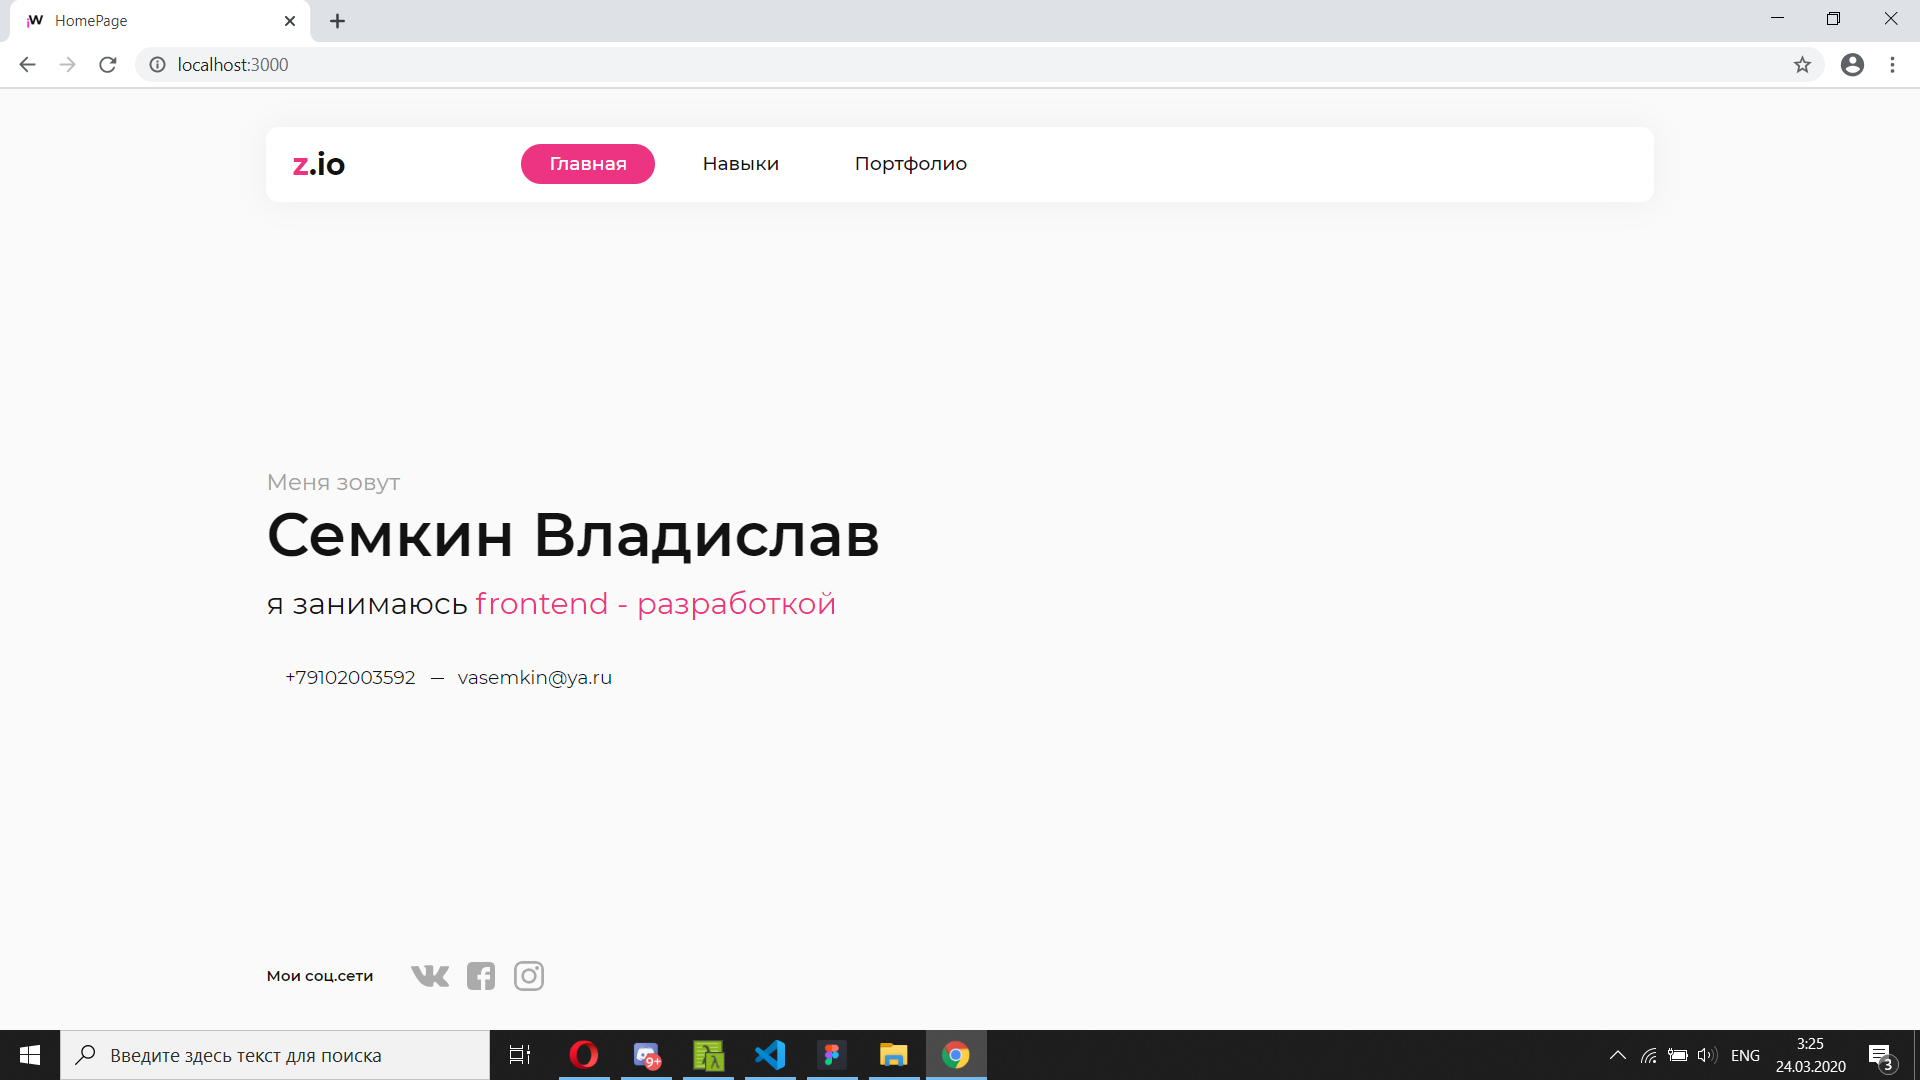 HomePage
localhost:3000
z.io
Главная
Навыки
Портфолио
Меня зовут
Семкин Владислав
я занимаюсь frontend - разработкой
+79102003592 — vasemkin@ya.ru
Мои соц.сети
Введите здесь текст для поиска
9+
ENG
3:25
24.03.2020
3